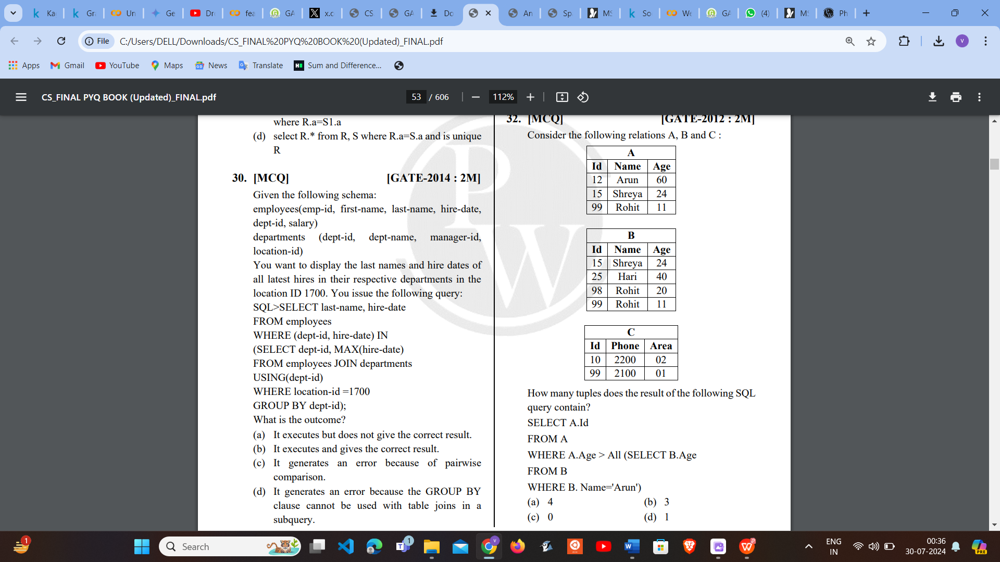 Ka
Gr
Un
Ge
Dr
fea
GA
x.c
CS
GA
Do
An
Sp
MS
So
We
GA
(4)
MS
Ph
File
C:/Users/DELL/Downloads/CS_FINAL%20PYQ%20BOOK%20(Updated)_FINAL.pdf
V
Apps
Gmail
YouTube
Maps
News
Translate
Sum and Difference...
CS_FINAL PYQ BOOK (Updated)_FINAL.pdf
53 / 606
112%
where R.a=S1.a
(d) select R.* from R, S where R.a=S.a and is unique
R
30. [MCQ] [GATE-2014 : 2M]
Given the following schema:
employees(emp-id, first-name, last-name, hire-date,
dept-id, salary)
departments (dept-id, dept-name, manager-id,
location-id)
You want to display the last names and hire dates of
all latest hires in their respective departments in the
location ID 1700. You issue the following query:
SQL>SELECT last-name, hire-date
FROM employees
WHERE (dept-id, hire-date) IN
(SELECT dept-id, MAX(hire-date)
FROM employees JOIN departments
USING(dept-id)
WHERE location-id =1700
GROUP BY dept-id);
What is the outcome?
(a) It executes but does not give the correct result.
(b) It executes and gives the correct result.
(c) It generates an error because of pairwise
comparison.
(d) It generates an error because the GROUP BY
clause cannot be used with table joins in a
subquery.
32. [MCQ] [GATE-2012 : 2M]
Consider the following relations A, B and C :
A
Id Name Age
12 Arun 60
15 Shreya 24
99 Rohit 11
B
Id Name Age
15 Shreya 24
25 Hari 40
98 Rohit 20
99 Rohit 11
C
Id Phone Area
10 2200 02
99 2100 01
How many tuples does the result of the following SQL
query contain?
SELECT A.Id
FROM A
WHERE A.Age > All (SELECT B.Age
FROM B
WHERE B. Name='Arun')
(a) 4 (b) 3
(c) 0 (d) 1
PW
1
Search
1
ENG
IN
00:36
30-07-2024
PRE